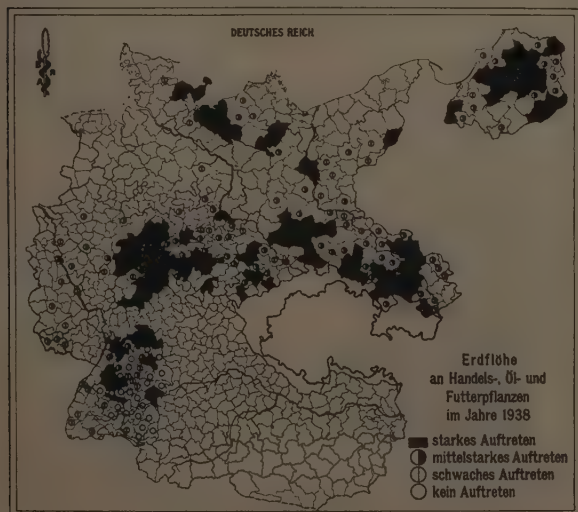 DEUTSCHES REICH
Erdflöhe
an Handels-, Öl- und
Futterpflanzen
im Jahre 1938
starkes Auftreten
mittelstarkes Auftreten
schwaches Auftreten
kein Auftreten